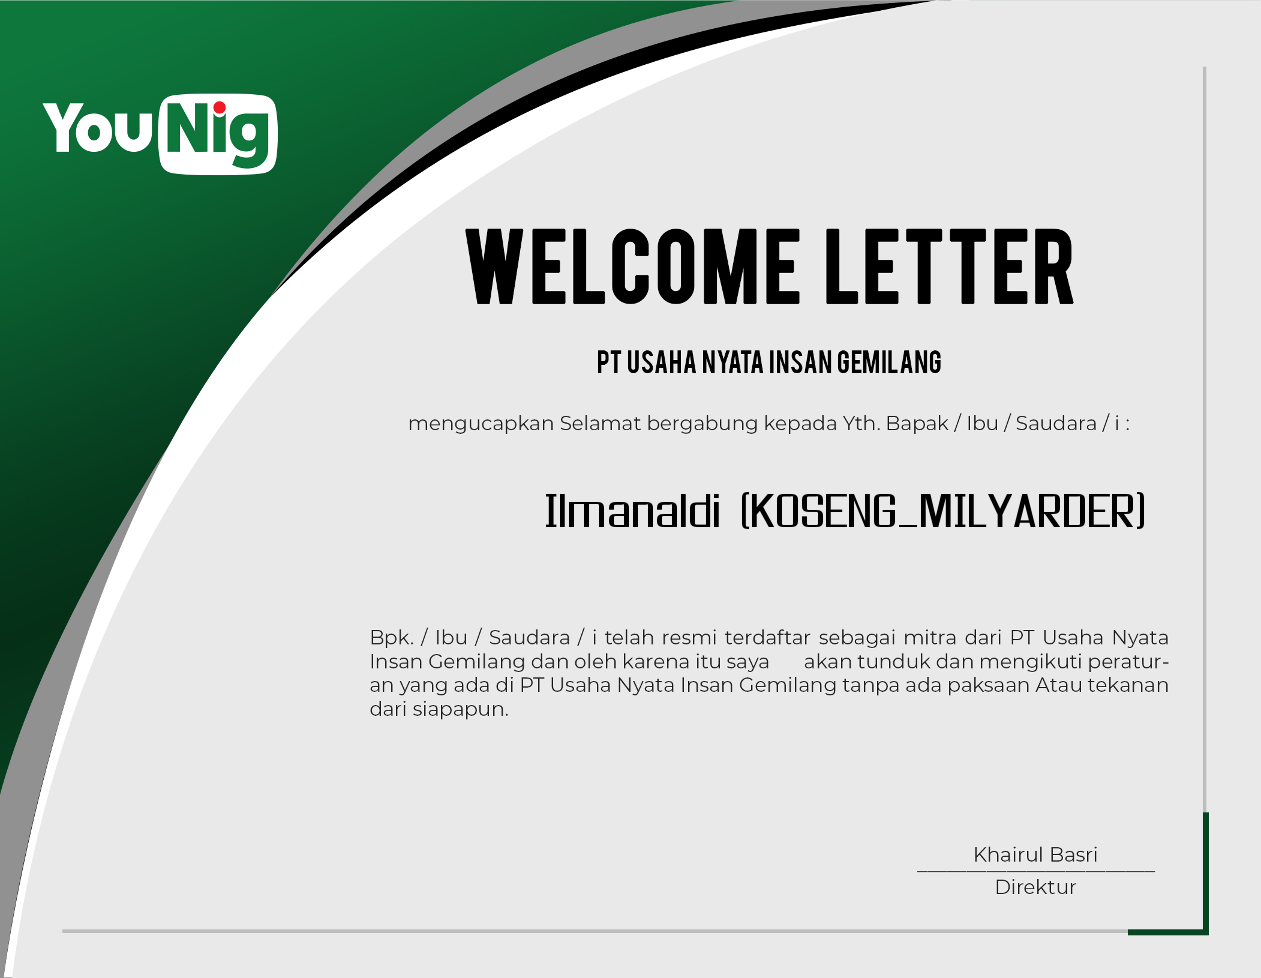 YouNig
WELCOME LETTER
PT USAHA NYATA INSAN GEMILANG
mengucapkan Selamat bergabung kepada Yth. Bapak / Ibu / Saudara / i :
Ilmanaldi (KOSENG_MILYARDER)
Bpk. / Ibu / Saudara / i telah resmi terdaftar sebagai mitra dari PT Usaha Nyata
Insan Gemilang dan oleh karena itu saya akan tunduk dan mengikuti peratur-
an yang ada di PT Usaha Nyata Insan Gemilang tanpa ada paksaan Atau tekanan
dari siapapun.
Khairul Basri
Direktur